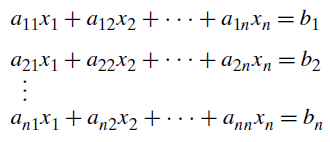 a₁₁x₁ + a₁₂x₂ + · · · + a₁ₙxₙ = b₁
a₂₁x₁ + a₂₂x₂ + · · · + a₂ₙxₙ = b₂
⋮
aₙ₁x₁ + aₙ₂x₂ + · · · + aₙₙxₙ = bₙ